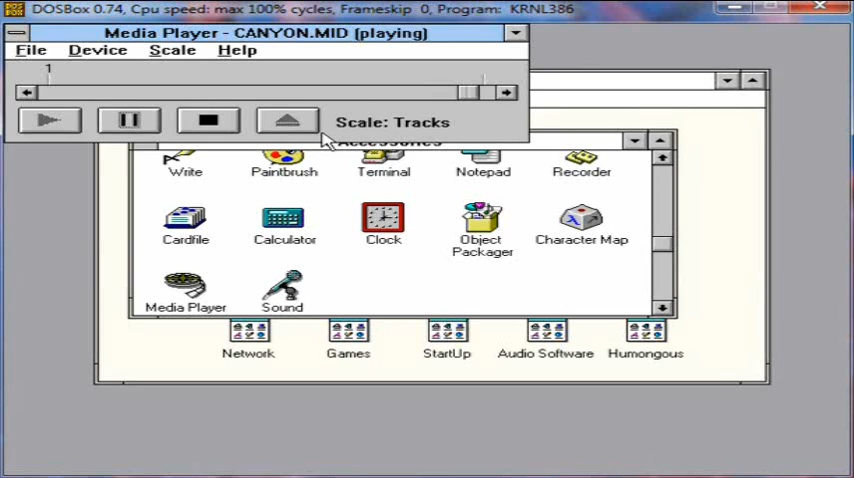 DOS
BOX
DOSBox 0.74, Cpu speed: max 100% cycles, Frameskip 0, Program: KRNL386
Media Player - CANYON.MID (playing)
File Device Scale Help
1
Scale: Tracks
Accessories
Write Paintbrush Terminal Notepad Recorder
Cardfile Calculator Clock Object Packager Character Map
Media Player Sound
Network Games StartUp Audio Software Humongous